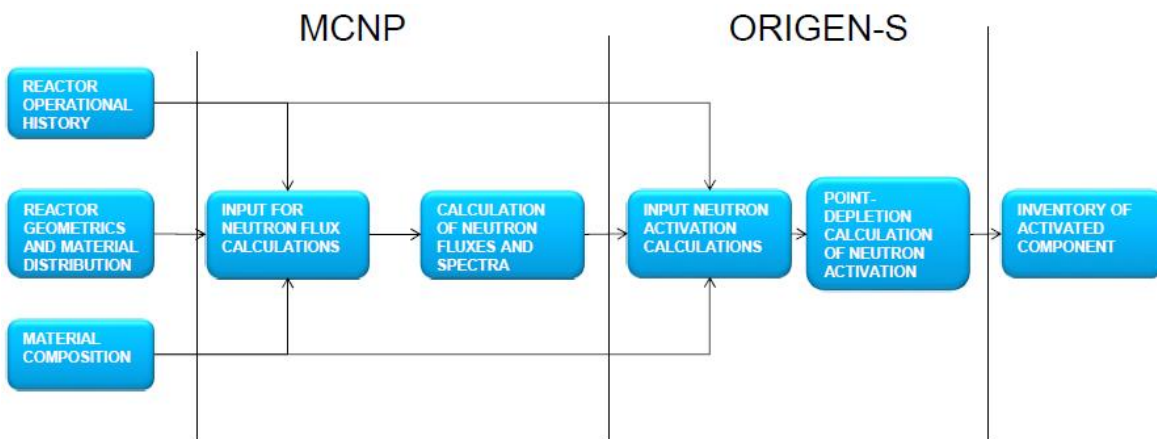 MCNP
ORIGEN-S
REACTOR
OPERATIONAL
HISTORY
REACTOR
GEOMETRICS
AND MATERIAL
DISTRIBUTION
INPUT FOR
NEUTRON FLUX
CALCULATIONS
CALCULATION
OF NEUTRON
FLUXES AND
SPECTRA
INPUT NEUTRON
ACTIVATION
CALCULATIONS
POINT-
DEPLETION
CALCULATION
OF NEUTRON
ACTIVATION
INVENTORY OF
ACTIVATED
COMPONENT
MATERIAL
COMPOSITION